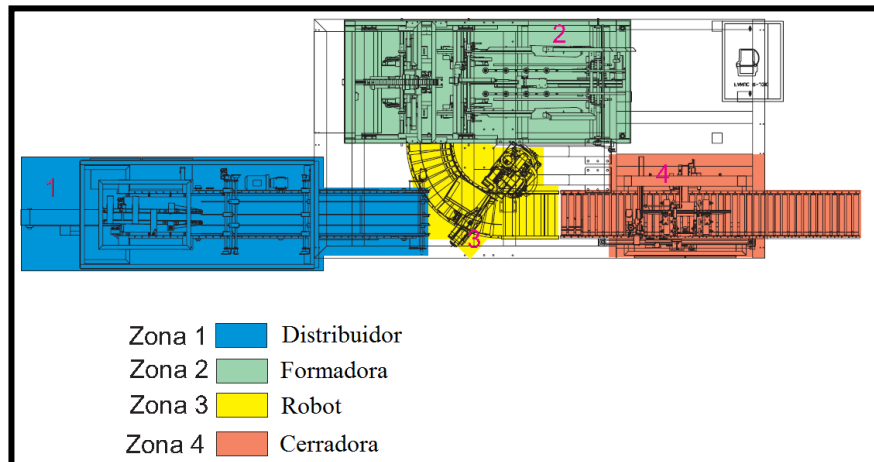 2
1
4
3
Zona 1 Distribuidor
Zona 2 Formadora
Zona 3 Robot
Zona 4 Cerradora